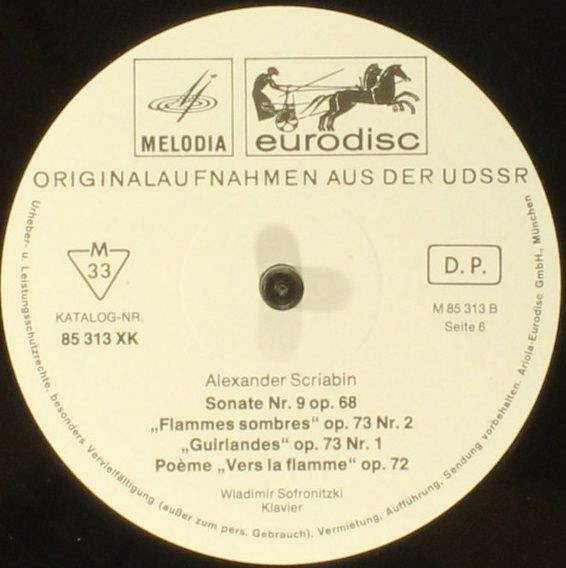 MELODIA
eurodisc
ORIGINALAUFNAHMEN AUS DER UDSSR
M
33
D. P.
KATALOG-NR.
85 313 XK
M 85 313 B
Seite 6
Alexander Scriabin
Sonate Nr. 9 op. 68
„Flammes sombres“ op. 73 Nr. 2
„Guirlandes“ op. 73 Nr. 1
Poème „Vers la flamme“ op. 72
Wladimir Sofronitzki
Klavier
Urheber- u. Leistungsschutzrechte, besonders Vervielfältigung (außer zum pers. Gebrauch), Vermietung, Aufführung, Sendung vorbehalten. Ariola-Eurodisc GmbH., München